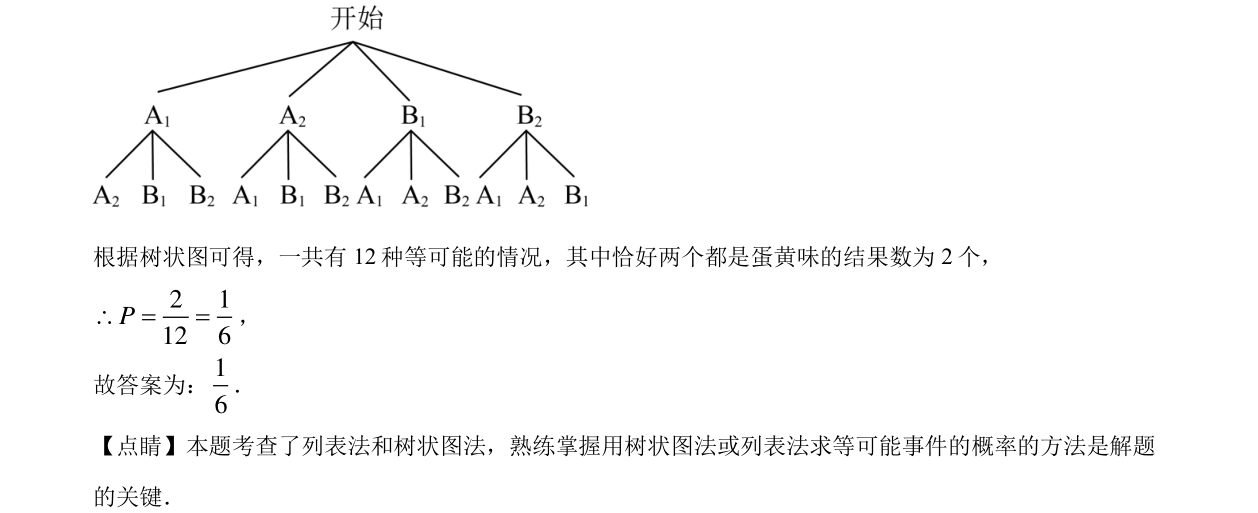 开始
A₁ A₂ B₁ B₂
A₂ B₁ B₂ A₁ B₁ B₂ A₁ A₂ B₂ A₁ A₂ B₁
根据树状图可得，一共有 12 种等可能的情况，其中恰好两个都是蛋黄味的结果数为 2 个，
∴ P = 2/12 = 1/6，
故答案为：1/6．
【点睛】本题考查了列表法和树状图法，熟练掌握用树状图法或列表法求等可能事件的概率的方法是解题
的关键．